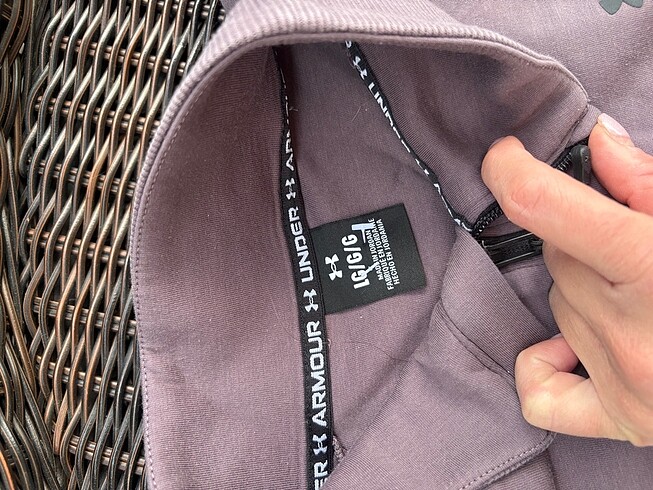 UNDER
ARMOUR
UNDER
ARMOUR
LG/G/G
MADE IN JORDAN
FABRIQUÉ EN JORDANIE
HECHO EN JORDANIA